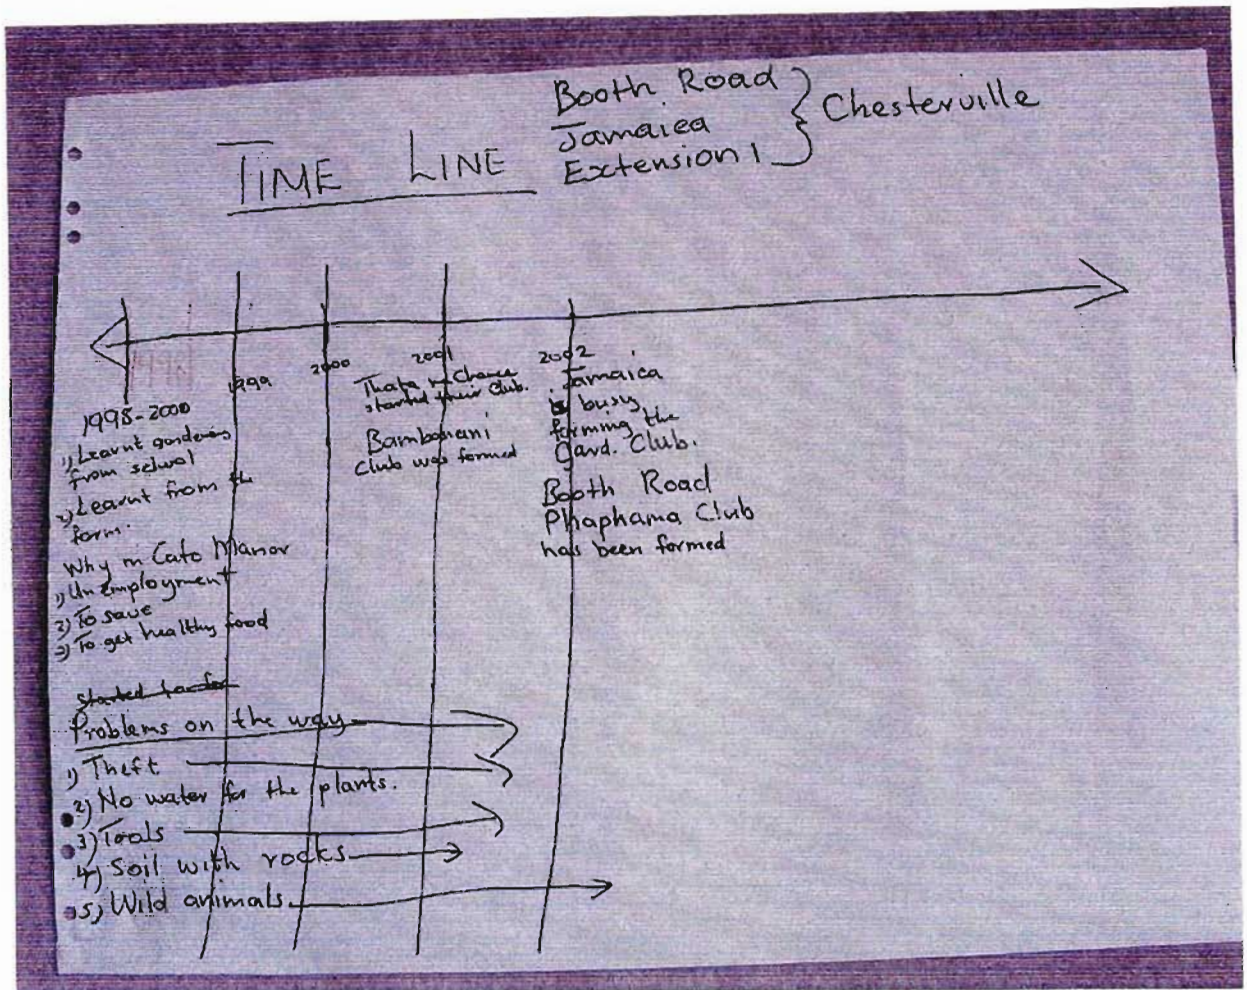 Booth Road
Jamaica
Extension 1
Chesterville
TIME LINE
1998-2000
1) Learnt gardening
from school
2) Learnt from the
farm.
Why in Cato Manor
1) Unemployment
2) To save
3) To get healthy food
1999
2000
2001
started their Club.
Bambanani
Club was formed
2002
Jamaica
is busy
forming the
Gard. Club.
Booth Road
Phaphama Club
has been formed
Problems on the way
1) Theft
2) No water for the plants.
3) Tools
4) Soil with rocks
5) Wild animals